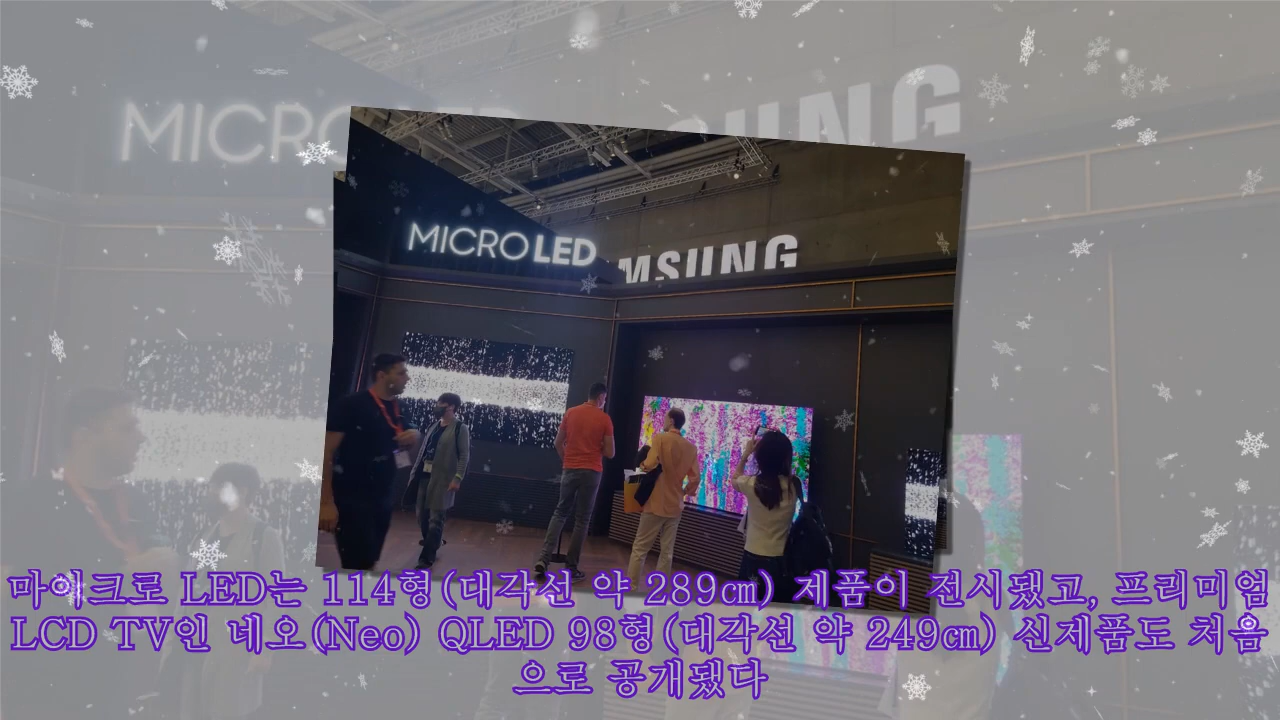 MICRO
UNG
MICRO LED
MSUNG
마이크로 LED는 114형(대각선 약 289㎝) 제품이 전시됐고, 프리미엄
LCD TV인 네오(Neo) QLED 98형(대각선 약 249㎝) 신제품도 처음
으로 공개됐다